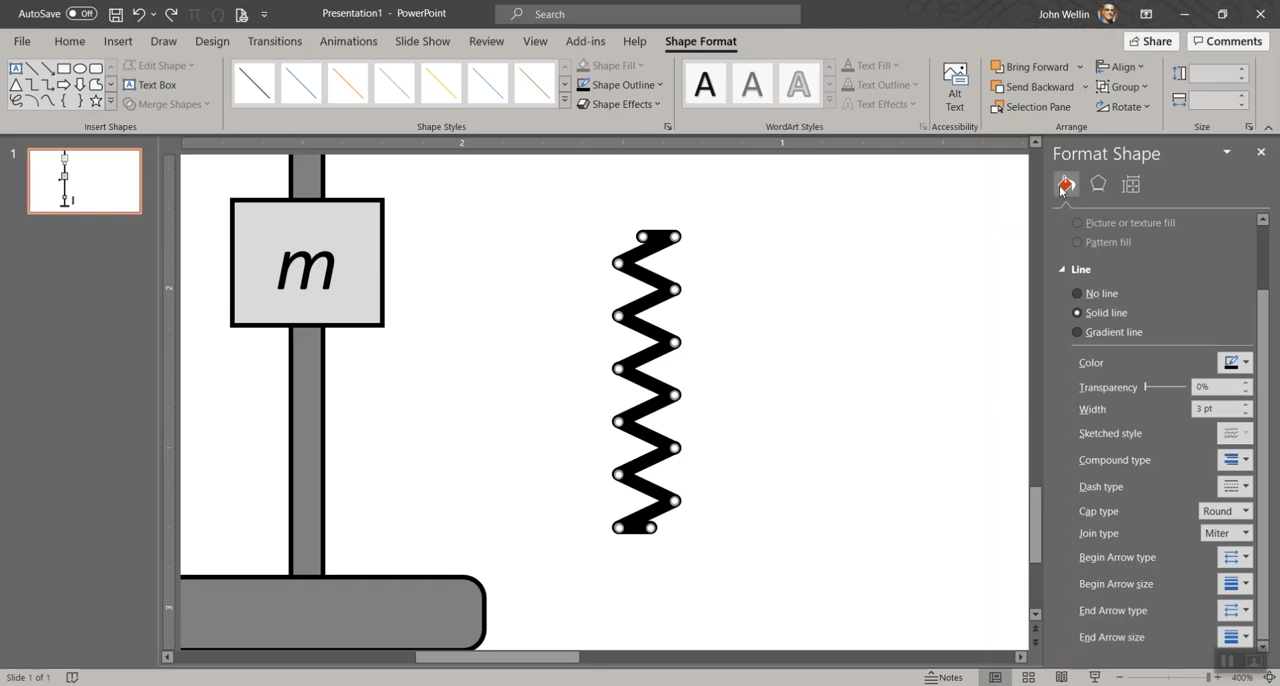 AutoSave Off Presentation1 - PowerPoint Search John Wellin
File Home Insert Draw Design Transitions Animations Slide Show Review View Add-ins Help Shape Format Share Comments
Edit Shape
Text Box
Merge Shapes
Insert Shapes
Shape Fill
Shape Outline
Shape Effects
Shape Styles
A A A
Text Fill
Text Outline
Text Effects
WordArt Styles
Alt
Text
Accessibility
Bring Forward
Send Backward
Selection Pane
Align
Group
Rotate
Arrange
Size
1
2 1
2
3
m
Format Shape
Picture or texture fill
Pattern fill
Line
No line
Solid line
Gradient line
Color
Transparency 0%
Width 3 pt
Sketched style
Compound type
Dash type
Cap type Round
Join type Miter
Begin Arrow type
Begin Arrow size
End Arrow type
End Arrow size
Slide 1 of 1 Notes 400%